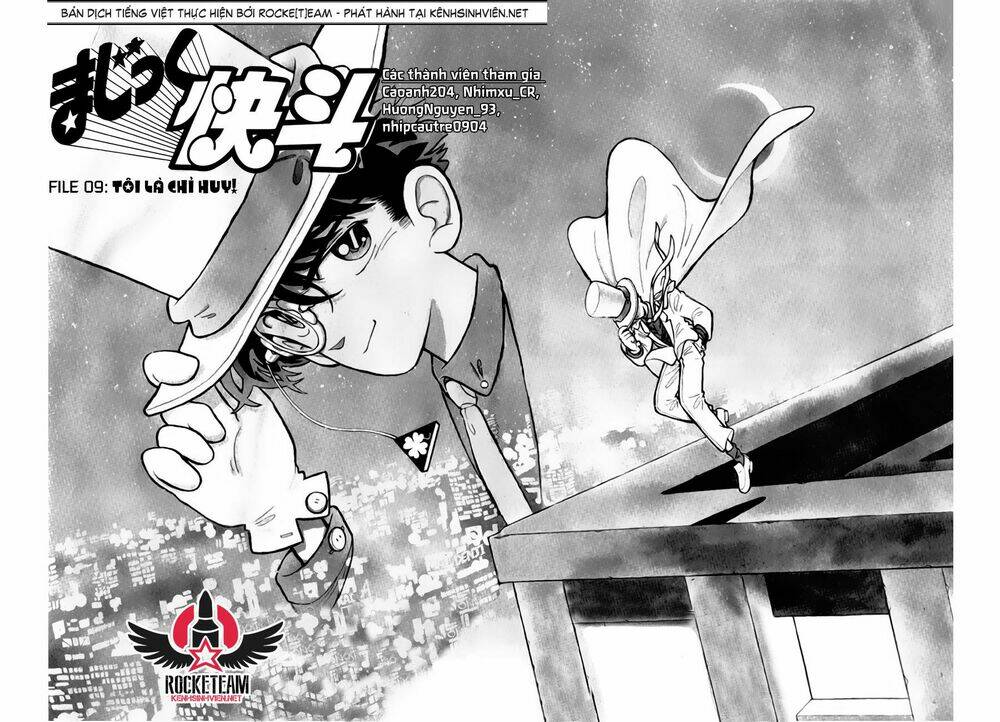 BẢN DỊCH TIẾNG VIỆT THỰC HIỆN BỞI ROCKE[T]EAM - PHÁT HÀNH TẠI KÊNHSINHVIÊN.NET
まじっく
快斗
Các thành viên tham gia
Caoanh204, Nhimxu_CR,
HuongNguyen_93,
nhipcautre0904
FILE 09: TÔI LÀ CHỈ HUY!
ROCKETEAM
KENHSINHVIEN.NET